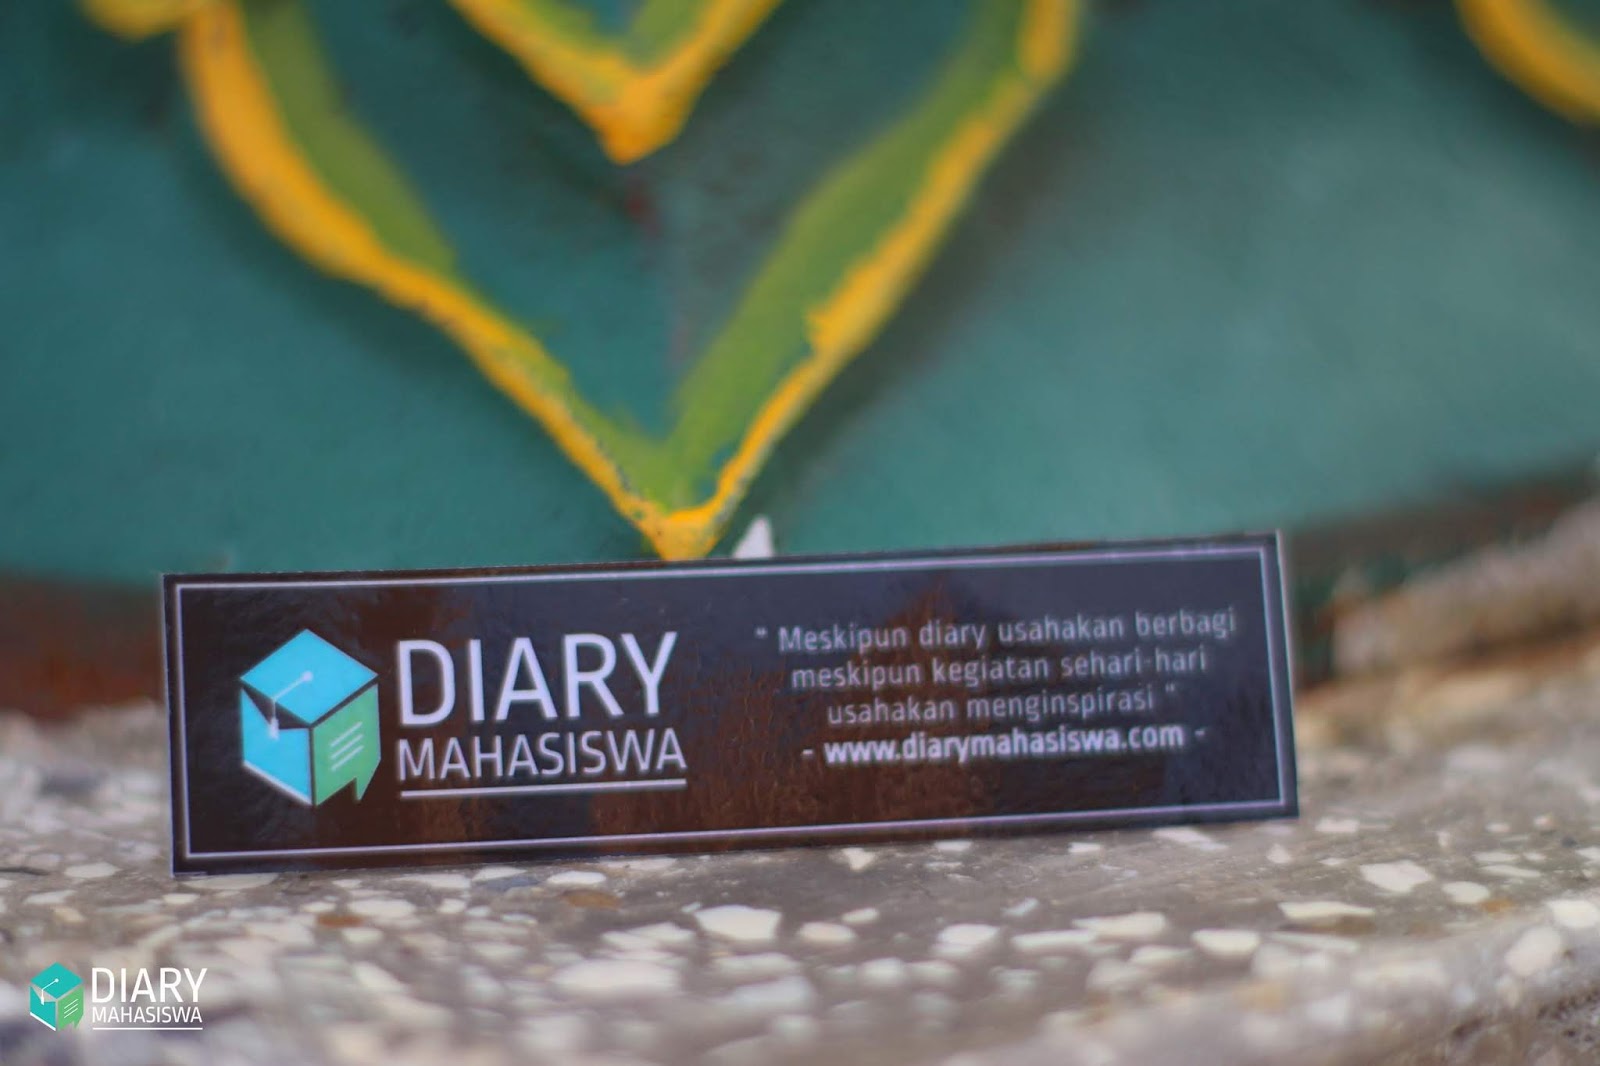 DIARY
MAHASISWA
" Meskipun diary usahakan berbagi
meskipun kegiatan sehari-hari
usahakan menginspirasi "
- www.diarymahasiswa.com -
DIARY
MAHASISWA